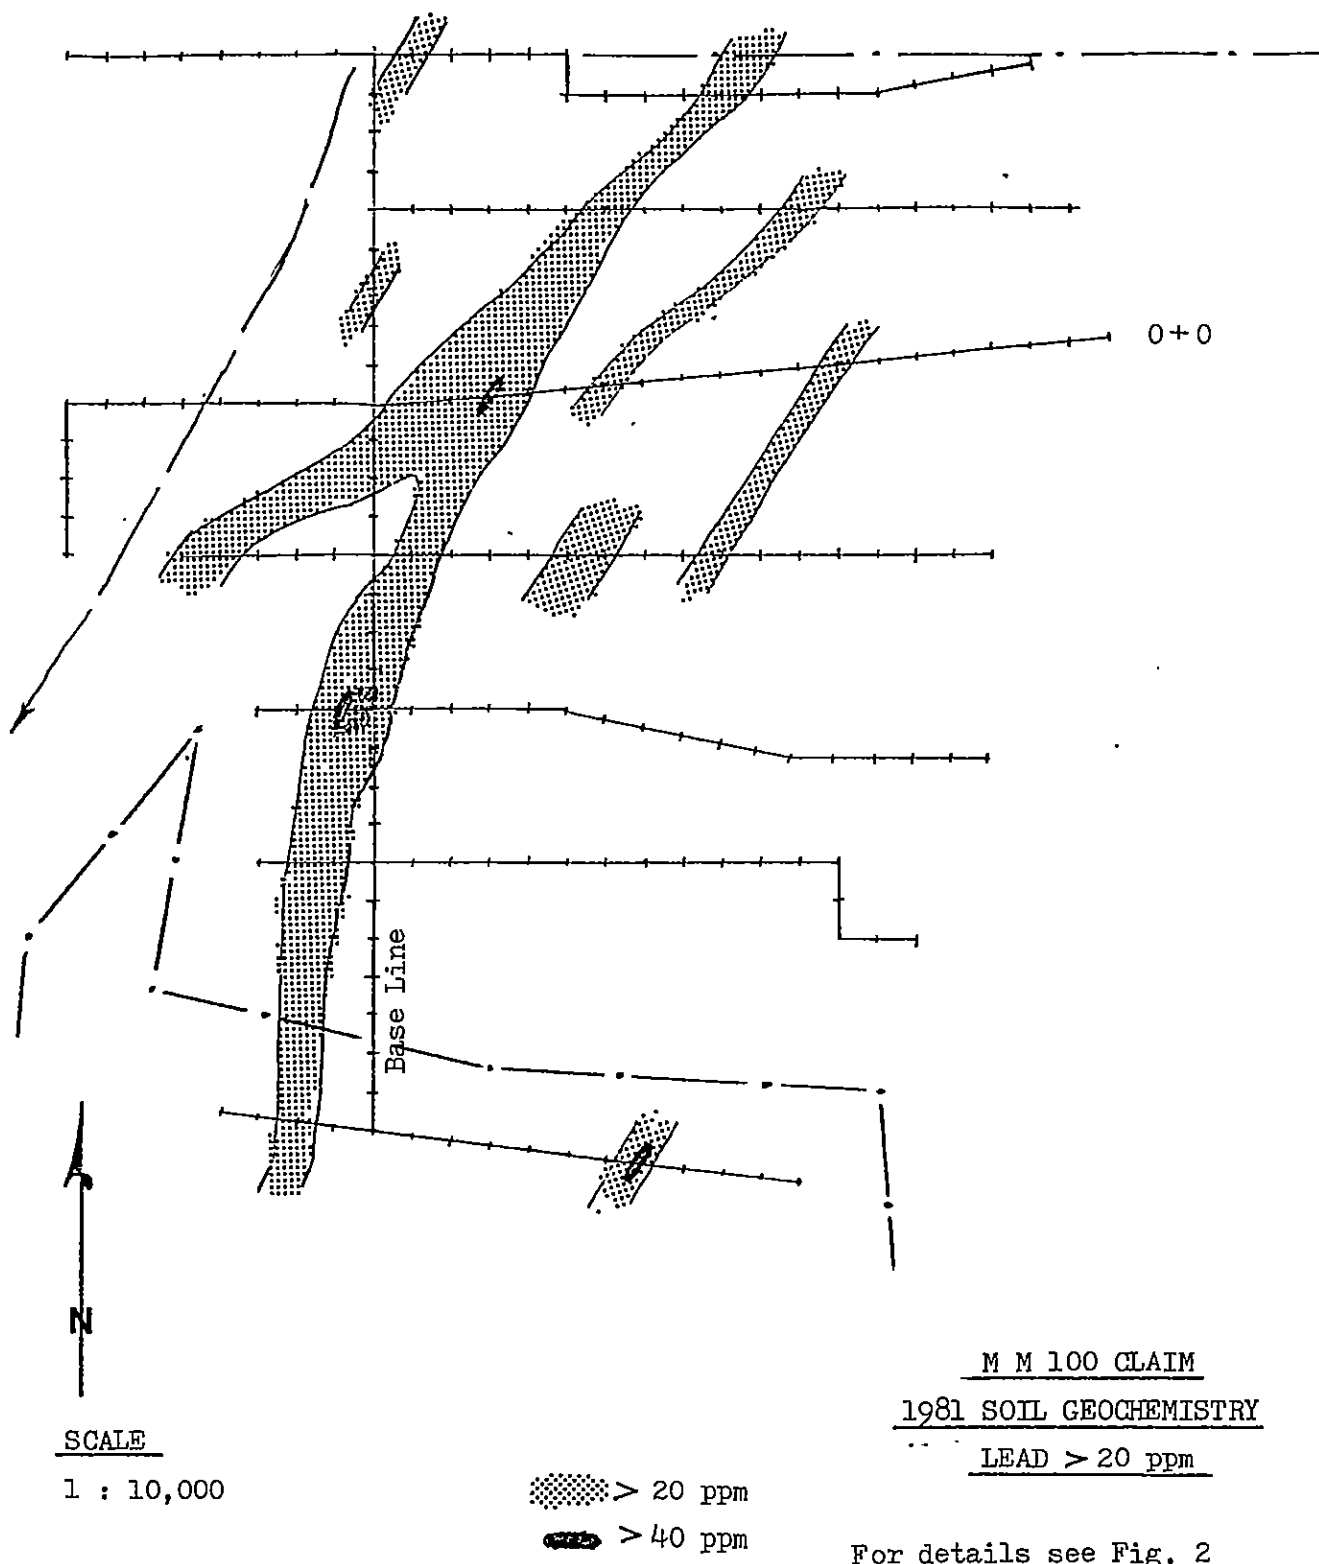 0+0
Base Line
N
M M 100 CLAIM
1981 SOIL GEOCHEMISTRY
LEAD > 20 ppm
SCALE
1 : 10,000
> 20 ppm
> 40 ppm
For details see Fig. 2